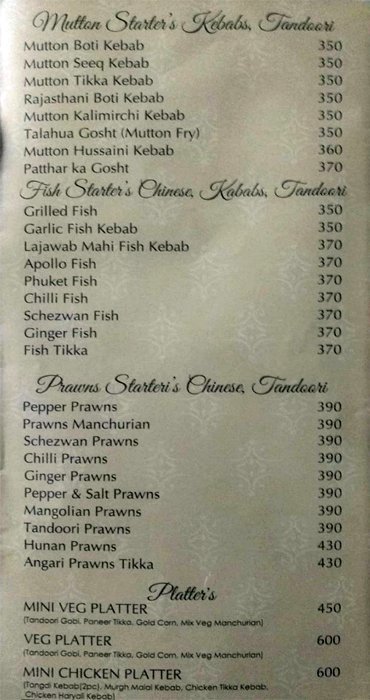 Mutton Starter's Kebabs, Tandoori
Mutton Boti Kebab 350
Mutton Seeq Kebab 350
Mutton Tikka Kebab 350
Rajasthani Boti Kebab 350
Mutton Kalimirchi Kebab 350
Talahua Gosht (Mutton Fry) 350
Mutton Hussaini Kebab 360
Patthar ka Gosht 370
Fish Starter's Chinese, Kababs, Tandoori
Grilled Fish 350
Garlic Fish Kebab 350
Lajawab Mahi Fish Kebab 370
Apollo Fish 370
Phuket Fish 370
Chilli Fish 370
Schezwan Fish 370
Ginger Fish 370
Fish Tikka 370
Prawns Starteri's Chinese, Tandoori
Pepper Prawns 390
Prawns Manchurian 390
Schezwan Prawns 390
Chilli Prawns 390
Ginger Prawns 390
Pepper & Salt Prawns 390
Mangolian Prawns 390
Tandoori Prawns 390
Hunan Prawns 430
Angari Prawns Tikka 430
Platter's
MINI VEG PLATTER 450
(Tandoori Gobi, Paneer Tikka, Gold Corn, Mix Veg Manchurian)
VEG PLATTER 600
(Tandoori Gobi, Paneer Tikka, Gold Corn, Mix Veg Manchurian)
MINI CHICKEN PLATTER 600
(Tangdi Kebab(2pc), Murgh Malai Kebab, Chicken Tikka Kebab,
Chicken Haryali Kebab)